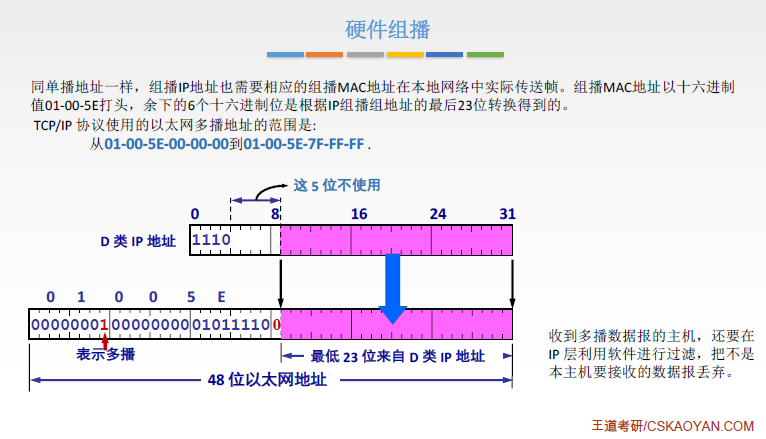 硬件组播
同单播地址一样，组播IP地址也需要相应的组播MAC地址在本地网络中实际传送帧。组播MAC地址以十六进制
值01-00-5E打头，余下的6个十六进制位是根据IP组播组地址的最后23位转换得到的。
TCP/IP 协议使用的以太网多播地址的范围是:
从01-00-5E-00-00-00到01-00-5E-7F-FF-FF .
这 5 位不使用
0 8 16 24 31
D 类 IP 地址 1110
0 1 0 0 5 E
00000001 00000000 01011110 0
表示多播
最低 23 位来自 D 类 IP 地址
48 位以太网地址
收到多播数据报的主机，还要在
IP 层利用软件进行过滤，把不是
本主机要接收的数据报丢弃。
王道考研/CSKAOYAN.COM